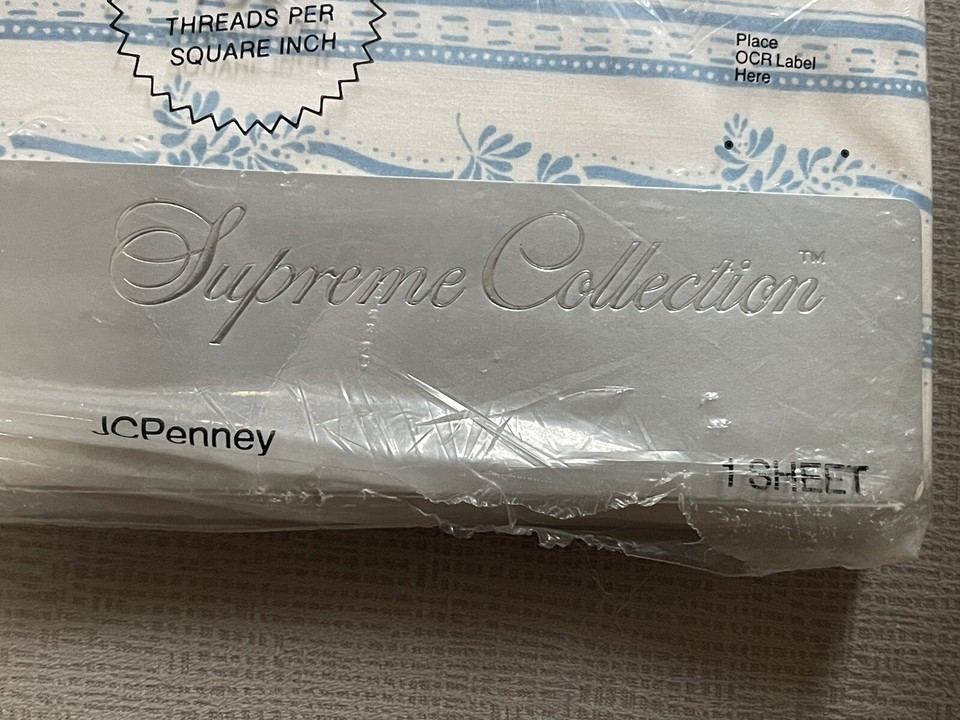 THREADS PER
SQUARE INCH
Place
OCR Label
Here
Supreme Collection™
JCPenney
1 SHEET